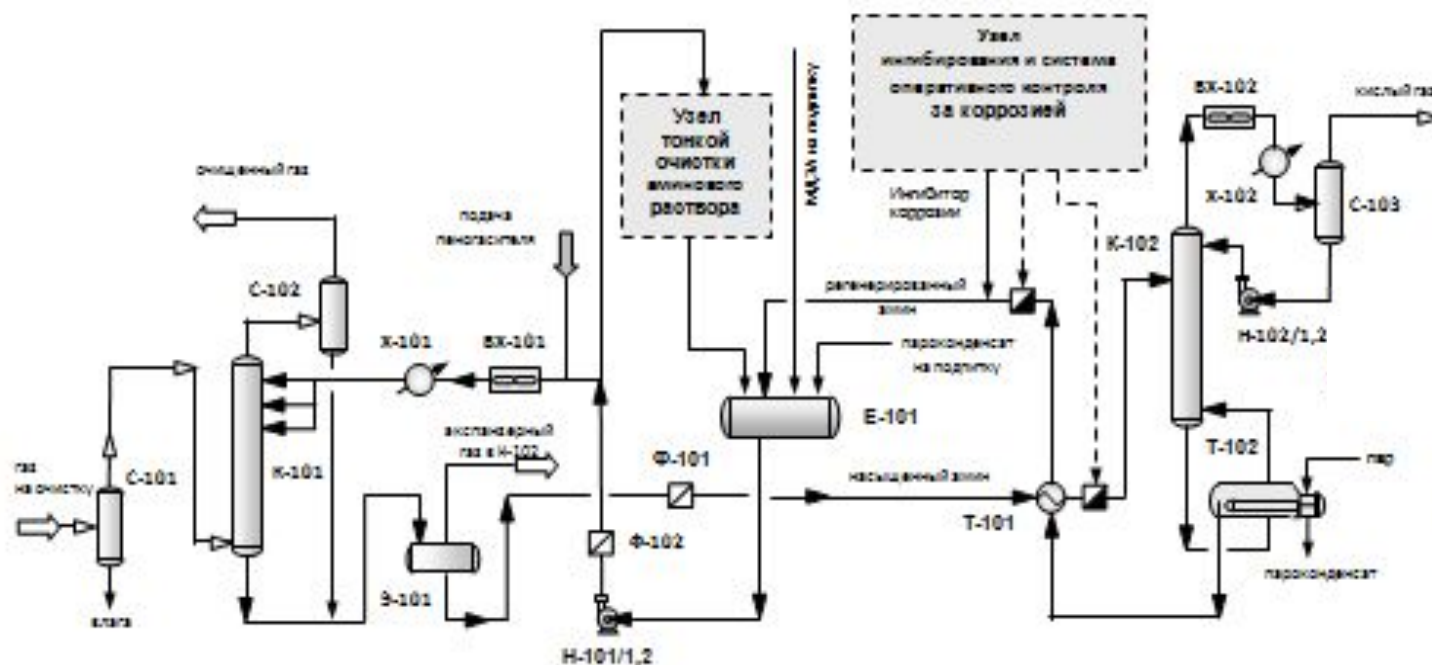 Узел
ингибирования и система
оперативного контроля
за коррозией
ВХ-102
кислый газ
Узел
тонкой
очистки
аминового
раствора
МДЭА на подпитку
Ингибитор
коррозии
Х-102
С-103
К-102
Н-102/1,2
очищенный газ
подача
пеногасителя
С-102
Х-101
ВХ-101
регенерированный
амин
пароконденсат
на подпитку
Е-101
К-101
экспанзерный
газ в К-102
Ф-101
насыщенный амин
Т-101
Т-102
пар
газ
на очистку
С-101
Ф-102
Э-101
влага
Н-101/1,2
пароконденсат